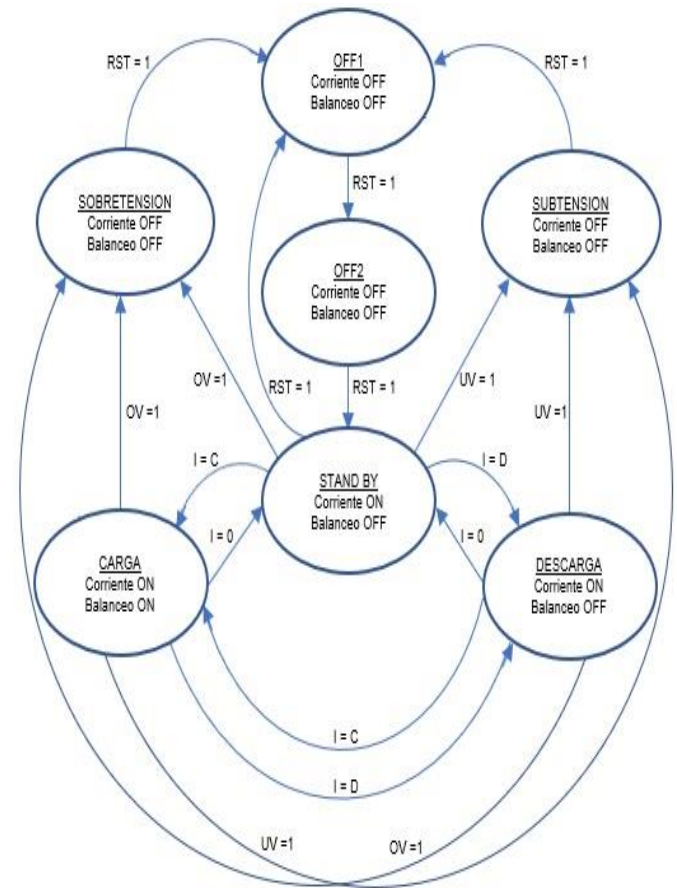 OFF1
Corriente OFF
Balanceo OFF
RST = 1
RST = 1
RST = 1
SOBRETENSION
Corriente OFF
Balanceo OFF
SUBTENSION
Corriente OFF
Balanceo OFF
OFF2
Corriente OFF
Balanceo OFF
OV =1
RST = 1
RST = 1
UV = 1
OV =1
UV =1
I = C
I = D
STAND BY
Corriente ON
Balanceo OFF
I = 0
I = 0
CARGA
Corriente ON
Balanceo ON
DESCARGA
Corriente ON
Balanceo OFF
I = C
I = D
UV =1
OV =1